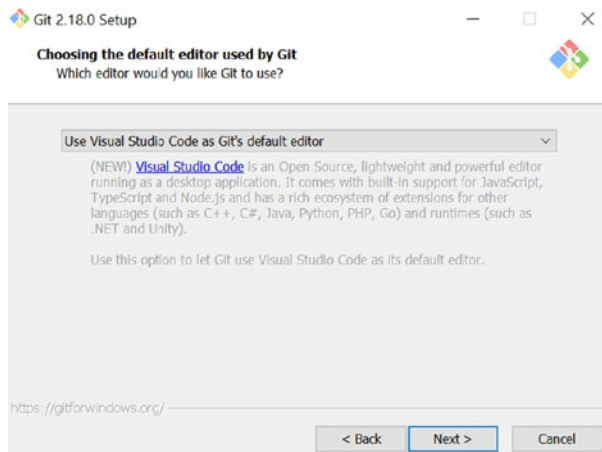 Git 2.18.0 Setup
Choosing the default editor used by Git
Which editor would you like Git to use?
Use Visual Studio Code as Git's default editor
(NEW!) Visual Studio Code is an Open Source, lightweight and powerful editor
running as a desktop application. It comes with built-in support for JavaScript,
TypeScript and Node.js and has a rich ecosystem of extensions for other
languages (such as C++, C#, Java, Python, PHP, Go) and runtimes (such as
.NET and Unity).
Use this option to let Git use Visual Studio Code as its default editor.
https://gitforwindows.org/
< Back Next > Cancel